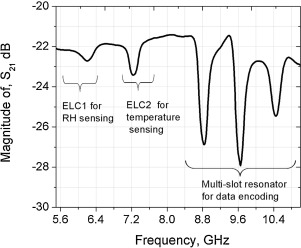 Magnitude of, S21 dB
-20
-22
-24
-26
-28
-30
ELC1 for
RH sensing
ELC2 for
temperature
sensing
Multi-slot resonator
for data encoding
5.6 6.4 7.2 8.0 8.8 9.6 10.4
Frequency, GHz